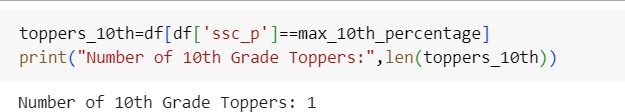 toppers_10th=df[df['ssc_p']==max_10th_percentage]
print("Number of 10th Grade Toppers:",len(toppers_10th))
Number of 10th Grade Toppers: 1